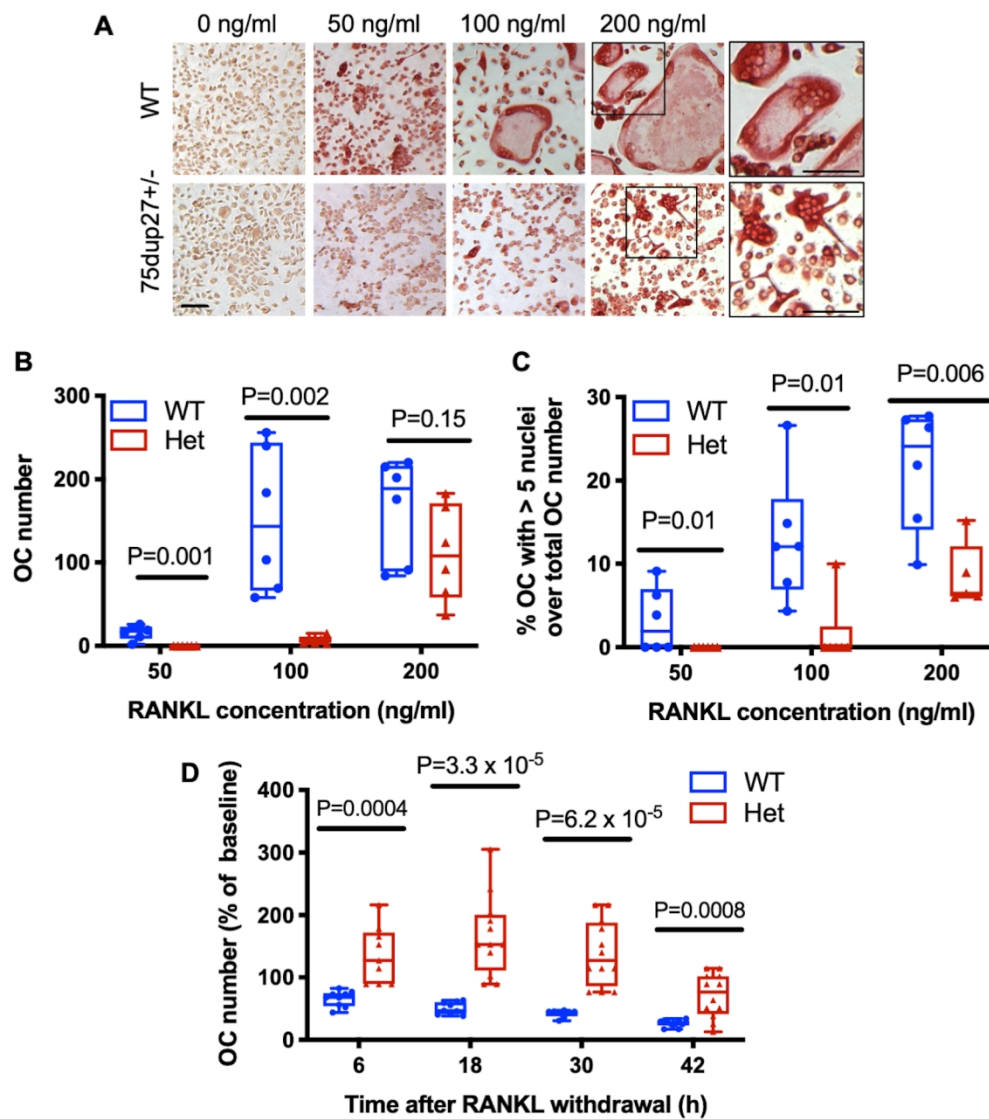 A
0 ng/ml 50 ng/ml 100 ng/ml 200 ng/ml
WT
75dup27+/-
B
OC number
300
200
100
0
WT
Het
P=0.001
P=0.002
P=0.15
50 100 200
RANKL concentration (ng/ml)
C
% OC with > 5 nuclei
over total OC number
30
20
10
0
WT
Het
P=0.01
P=0.01
P=0.006
50 100 200
RANKL concentration (ng/ml)
D
OC number (% of baseline)
400
300
200
100
0
P=0.0004
P=3.3 x 10⁻⁵
P=6.2 x 10⁻⁵
P=0.0008
WT
Het
6 18 30 42
Time after RANKL withdrawal (h)